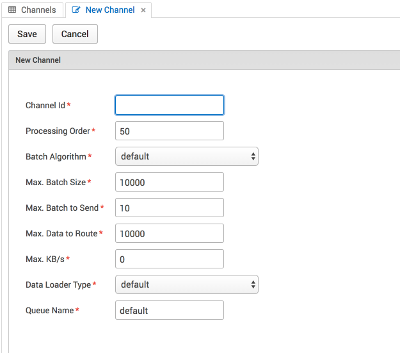 Channels New Channel ×
Save Cancel
New Channel
Channel Id *
Processing Order * 50
Batch Algorithm * default
Max. Batch Size * 10000
Max. Batch to Send * 10
Max. Data to Route * 10000
Max. KB/s * 0
Data Loader Type * default
Queue Name * default